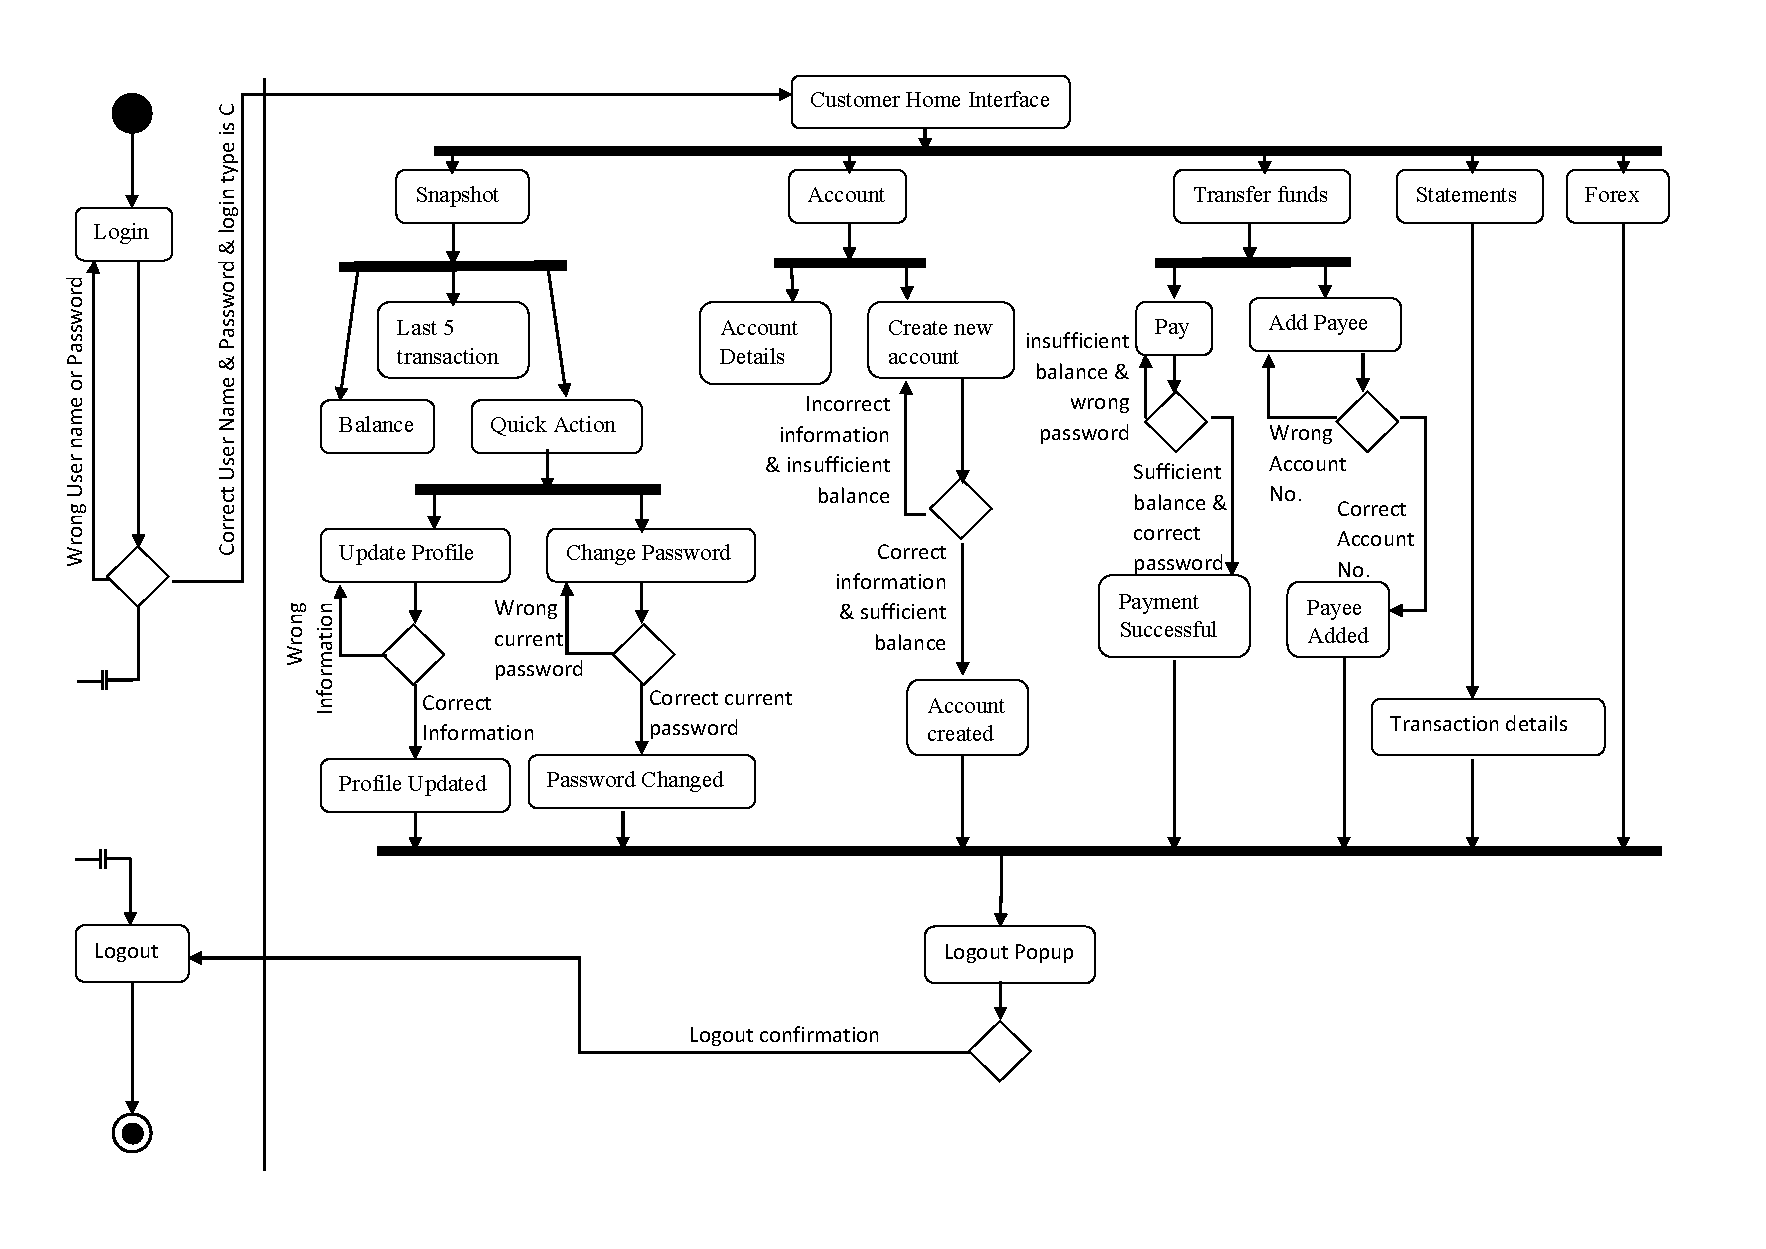 Customer Home Interface
Correct User Name & Password & login type is C
Login
Wrong User name or Password
Snapshot
Account
Transfer funds
Statements
Forex
Last 5
transaction
Balance
Quick Action
Account
Details
Create new
account
Pay
Add Payee
Incorrect
information
& insufficient
balance
insufficient
balance &
wrong
password
Wrong
Account
No.
Sufficient
balance &
correct
password
Correct
Account
No.
Update Profile
Change Password
Wrong
Information
Wrong
current
password
Correct
information
& sufficient
balance
Payment
Successful
Payee
Added
Correct
Information
Correct current
password
Account
created
Transaction details
Profile Updated
Password Changed
Logout
Logout Popup
Logout confirmation